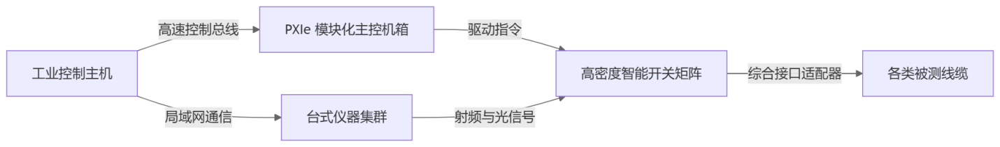 高速控制总线
PXIe 模块化主控机箱
驱动指令
工业控制主机
高密度智能开关矩阵
综合接口适配器
各类被测线缆
局域网通信
台式仪器集群
射频与光信号